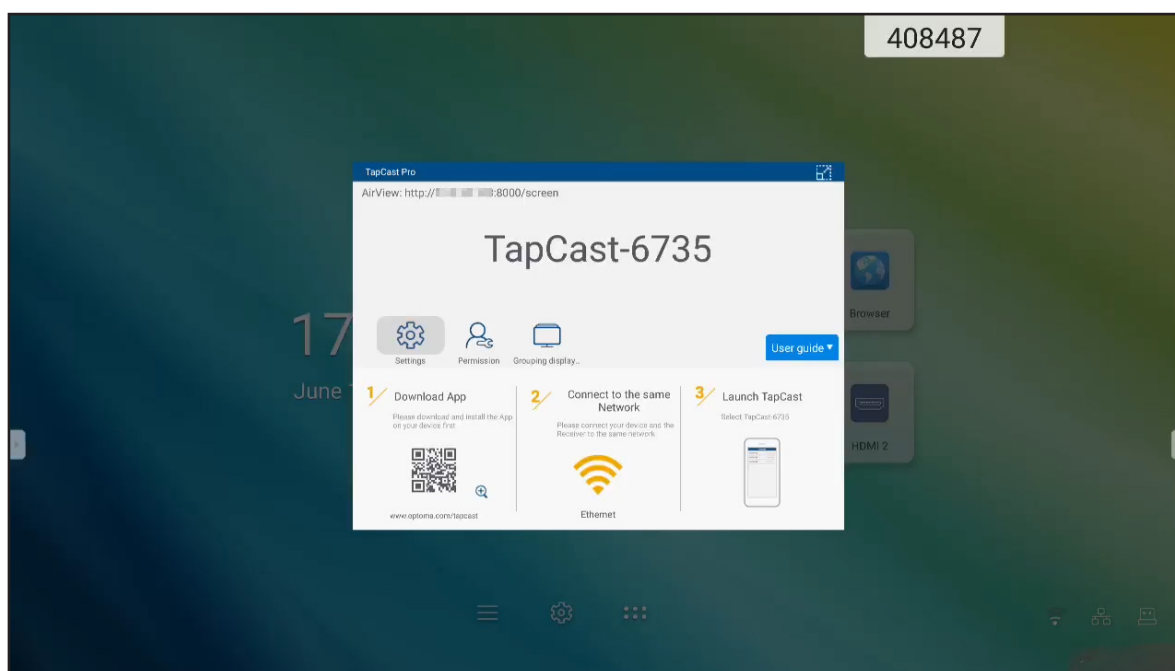 408487
TapCast Pro
AirView: http://:8000/screen
TapCast-6735
Settings
Permission
Grouping display..
User guide
17
June
Browser
HDMI 2
1/ Download App
Please download and install the App
on your device first
www.optoma.com/tapcast
2/ Connect to the same
Network
Please connect your device and the
Receiver to the same network
Ethernet
3/ Launch TapCast
Select TapCast-6735